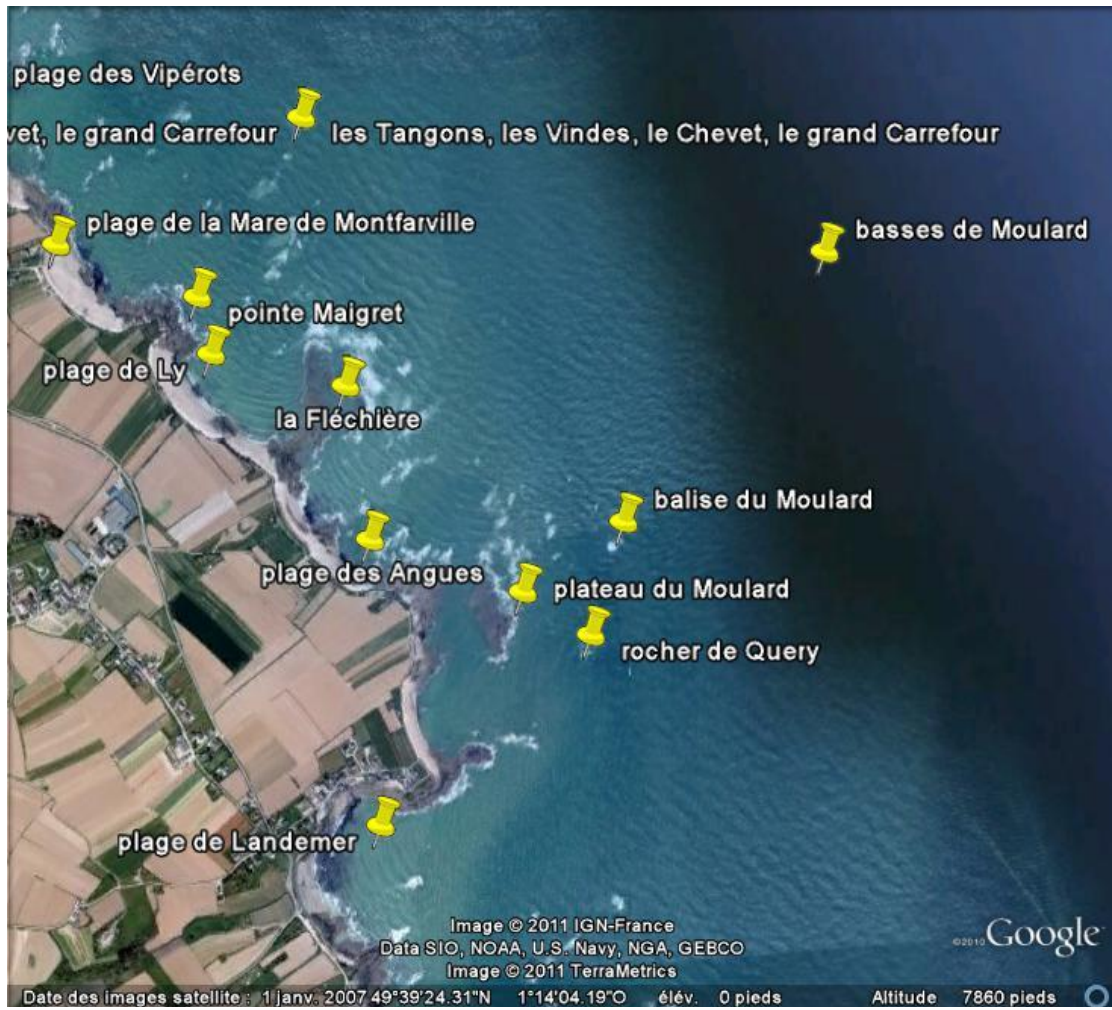 plage des Vipérots
vet, le grand Carrefour
les Tangons, les Vindes, le Chevet, le grand Carrefour
plage de la Mare de Montfarville
basses de Moulard
pointe Maigret
plage de Ly
la Fléchière
balise du Moulard
plage des Angues
plateau du Moulard
rocher de Query
plage de Landemer
Image © 2011 IGN-France
Data SIO, NOAA, U.S. Navy, NGA, GEBCO
Image © 2011 TerraMetrics
©2010 Google
Date des images satellite : 1 janv. 2007 49°39'24.31"N 1°14'04.19"O élév. 0 pieds Altitude 7860 pieds